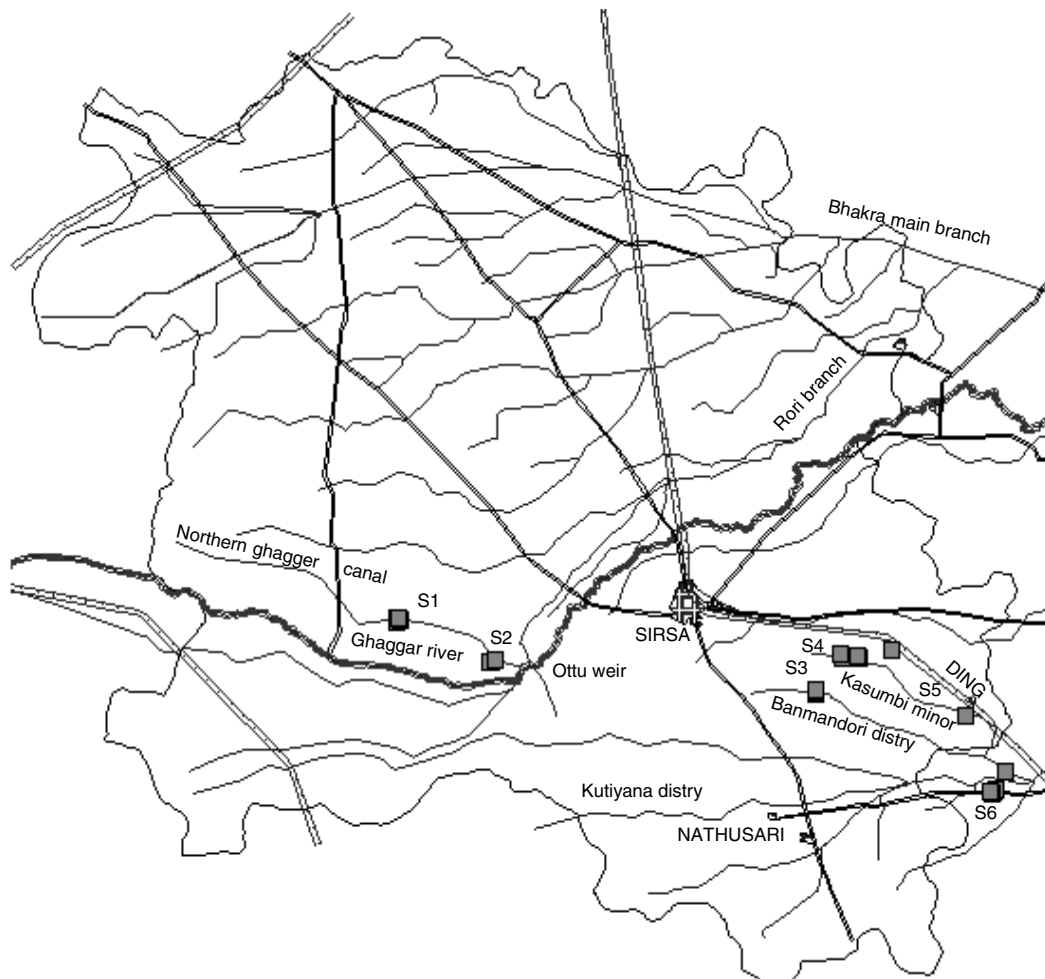 Bhakra main branch
Rori branch
Northern ghagger canal
S1
Ghaggar river
S2
Ottu weir
SIRSA
S4
S3
S5
DING
Kasumbi minor
Banmandori distry
Kutiyana distry
NATHUSARI
S6